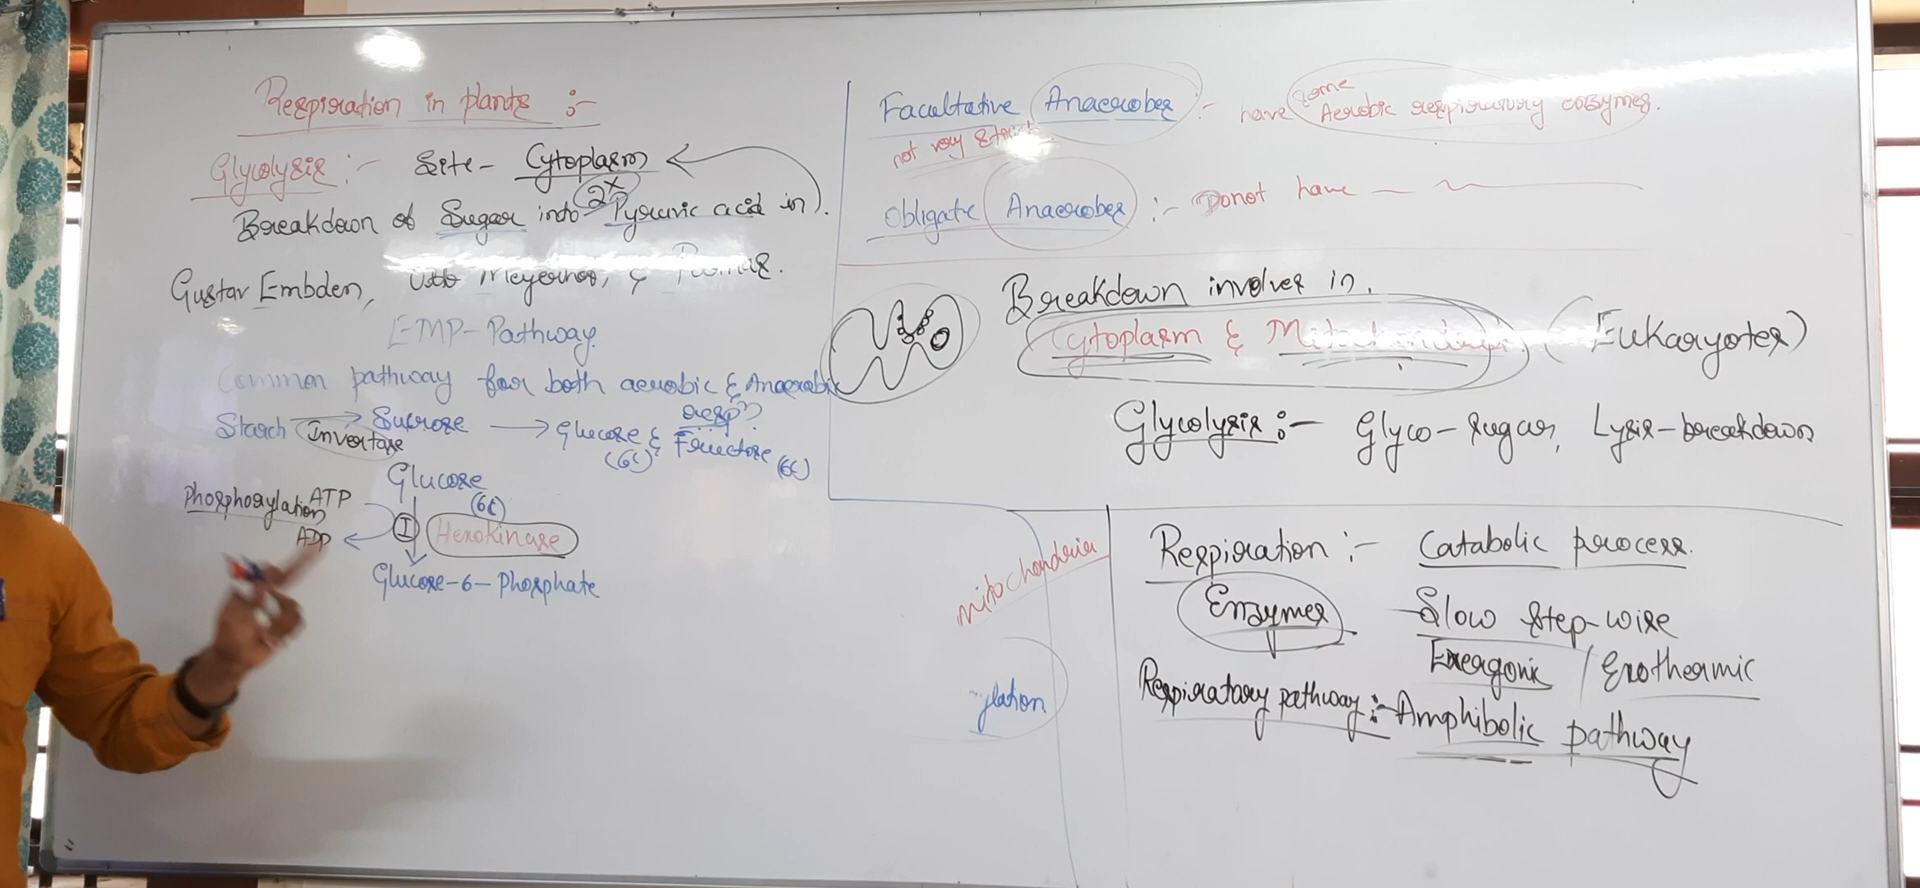 Respiration in plants :-
Glycolysis :- Site - Cytoplasm
Breakdown of Sugar into 2x Pyruvic acid in
Gustav Embden, Otto Meyerhof, &
EMP-Pathway
Common pathway for both aerobic & Anaerobic
resp?
Starch → Sucrose → Glucose & Fructose
Invertase (6C) (6C)
Glucose
(6C)
Phosphorylation ATP
I Hexokinase
ADP
Glucose-6-Phosphate
Facultative Anaerobes :- have some Aerobic respiratory enzymes.
not very strict
Obligate Anaerobes :- Donot have
Breakdown involves in.
Cytoplasm & Mitochondria. (Eukaryotes)
Glycolysis :- Glyco-sugar, Lysis-breakdown
mitochondria
ylation
Respiration :- Catabolic process.
Enzymes Slow step-wise
Exergonic / Exothermic
Respiratory pathway :- Amphibolic pathway